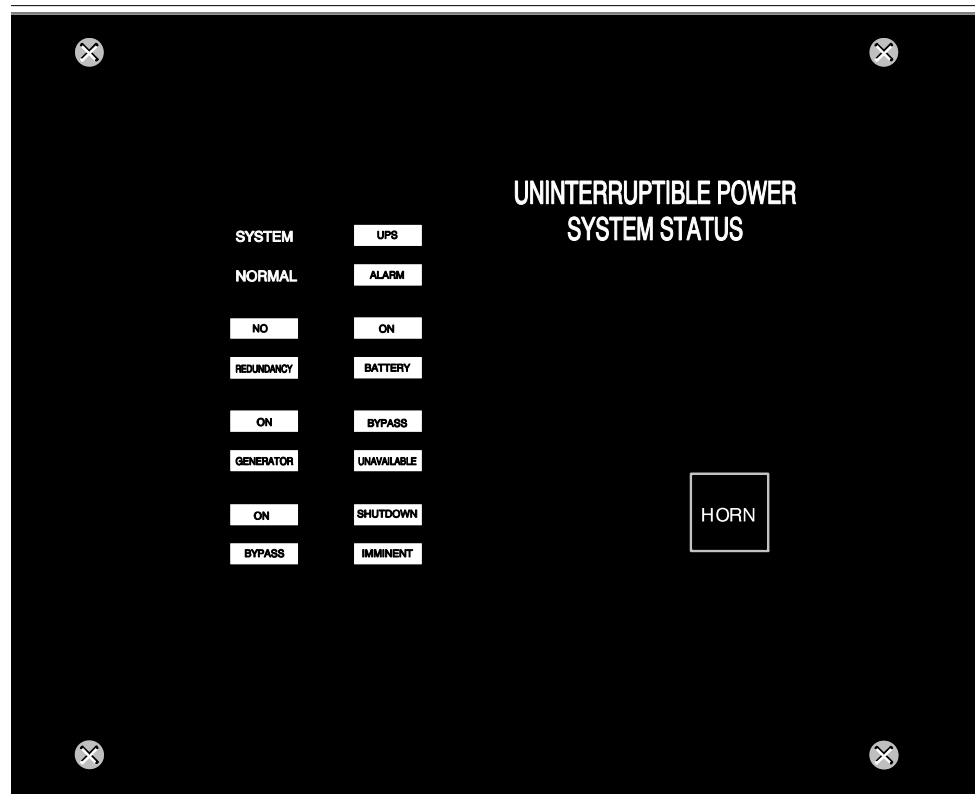 UNINTERRUPTIBLE POWER
SYSTEM STATUS
SYSTEM
NORMAL
UPS
ALARM
NO
REDUNDANCY
ON
BATTERY
ON
GENERATOR
BYPASS
UNAVAILABLE
ON
BYPASS
SHUTDOWN
IMMINENT
HORN